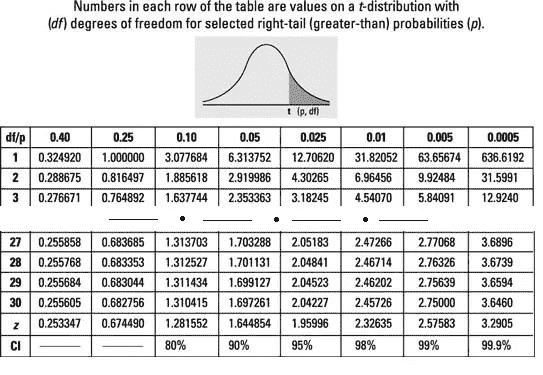 Numbers in each row of the table are values on a t-distribution with
(df) degrees of freedom for selected right-tail (greater-than) probabilities (p).
t (p, df)
df/p 0.40 0.25 0.10 0.05 0.025 0.01 0.005 0.0005
1 0.324920 1.000000 3.077684 6.313752 12.70620 31.82052 63.65674 636.6192
2 0.288675 0.816497 1.885618 2.919986 4.30265 6.96456 9.92484 31.5991
3 0.276671 0.764892 1.637744 2.353363 3.18245 4.54070 5.84091 12.9240
27 0.255858 0.683685 1.313703 1.703288 2.05183 2.47266 2.77068 3.6896
28 0.255768 0.683353 1.312527 1.701131 2.04841 2.46714 2.76326 3.6739
29 0.255684 0.683044 1.311434 1.699127 2.04523 2.46202 2.75639 3.6594
30 0.255605 0.682756 1.310415 1.697261 2.04227 2.45726 2.75000 3.6460
z 0.253347 0.674490 1.281552 1.644854 1.95996 2.32635 2.57583 3.2905
CI 80% 90% 95% 98% 99% 99.9%